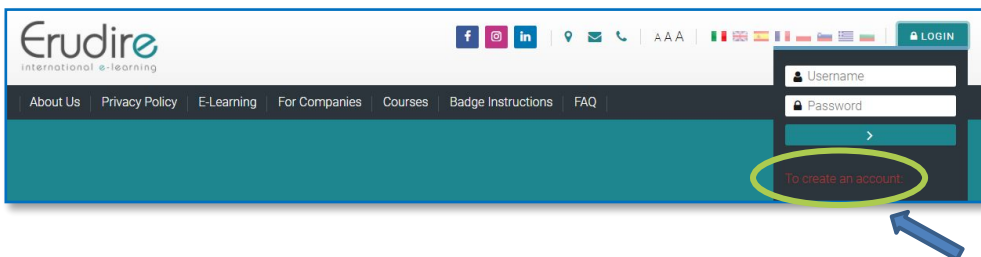 Erudire
international e-learning
f in AAA LOGIN
About Us Privacy Policy E-Learning For Companies Courses Badge Instructions FAQ
Username
Password
To create an account